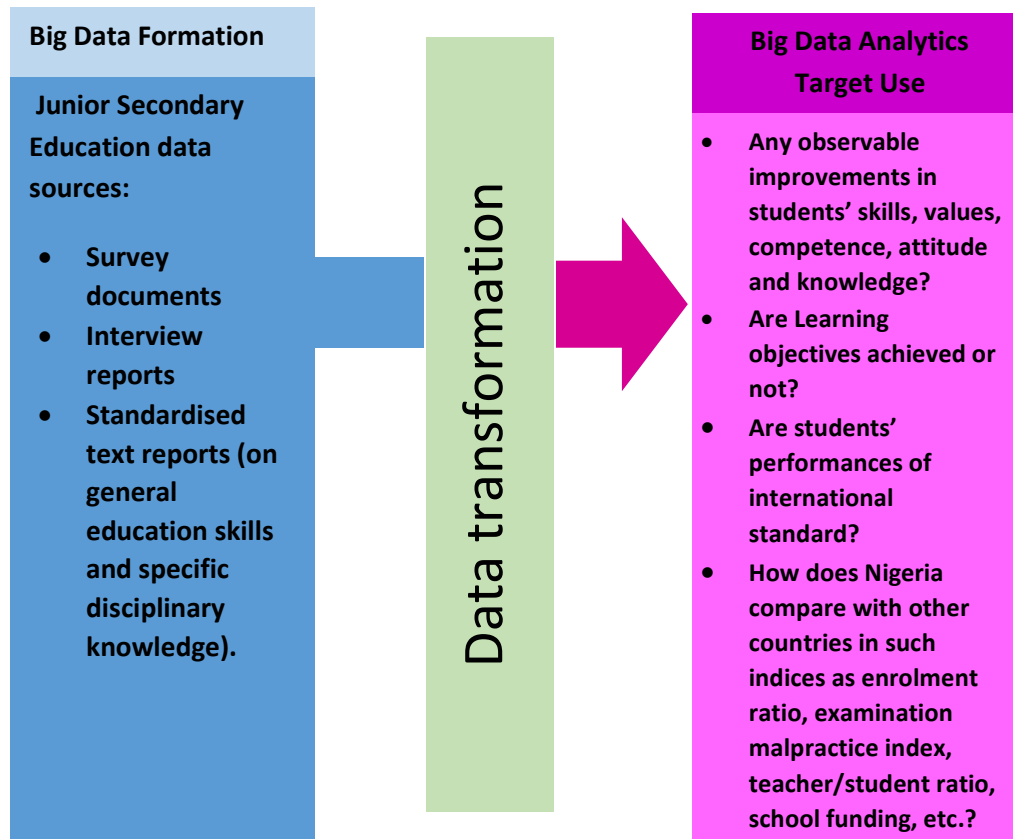 Big Data Formation
Junior Secondary
Education data
sources:
• Survey
documents
• Interview
reports
• Standardised
text reports (on
general
education skills
and specific
disciplinary
knowledge).
Data transformation
Big Data Analytics
Target Use
• Any observable
improvements in
students’ skills, values,
competence, attitude
and knowledge?
• Are Learning
objectives achieved or
not?
• Are students’
performances of
international
standard?
• How does Nigeria
compare with other
countries in such
indices as enrolment
ratio, examination
malpractice index,
teacher/student ratio,
school funding, etc.?